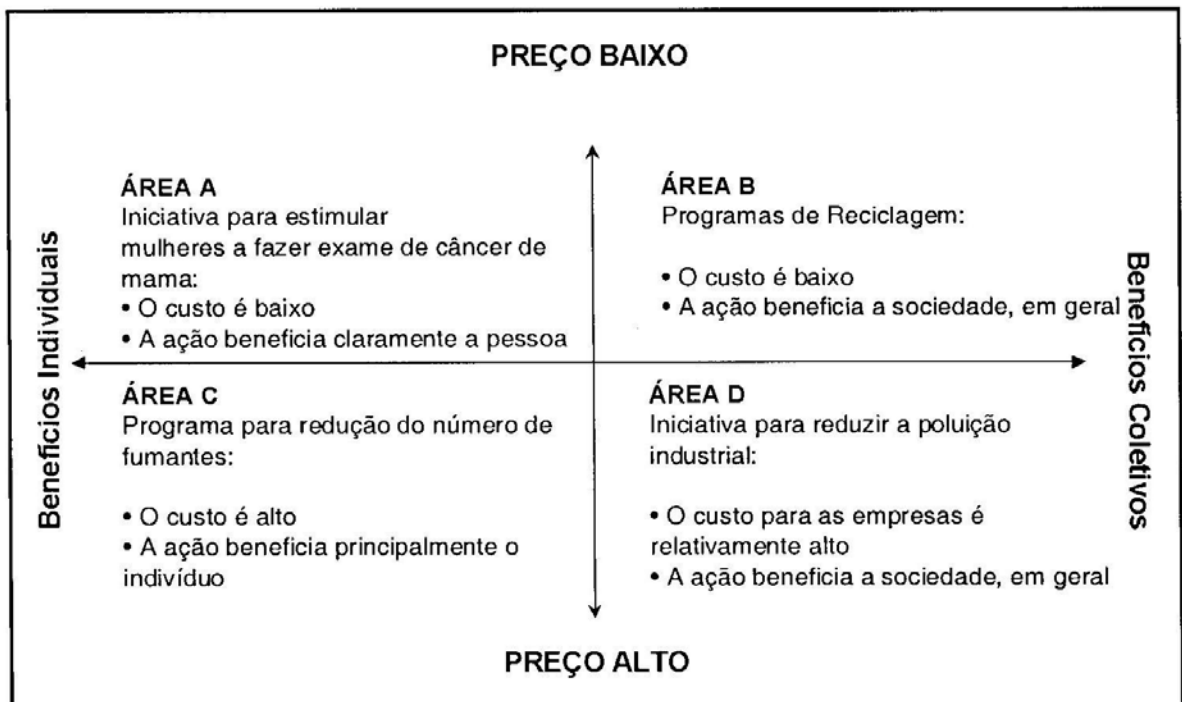 PREÇO BAIXO
Benefícios Individuais
ÁREA A
Iniciativa para estimular
mulheres a fazer exame de câncer de
mama:
• O custo é baixo
• A ação beneficia claramente a pessoa
ÁREA B
Programas de Reciclagem:
• O custo é baixo
• A ação beneficia a sociedade, em geral
Benefícios Coletivos
ÁREA C
Programa para redução do número de
fumantes:
• O custo é alto
• A ação beneficia principalmente o
indivíduo
ÁREA D
Iniciativa para reduzir a poluição
industrial:
• O custo para as empresas é
relativamente alto
• A ação beneficia a sociedade, em geral
PREÇO ALTO